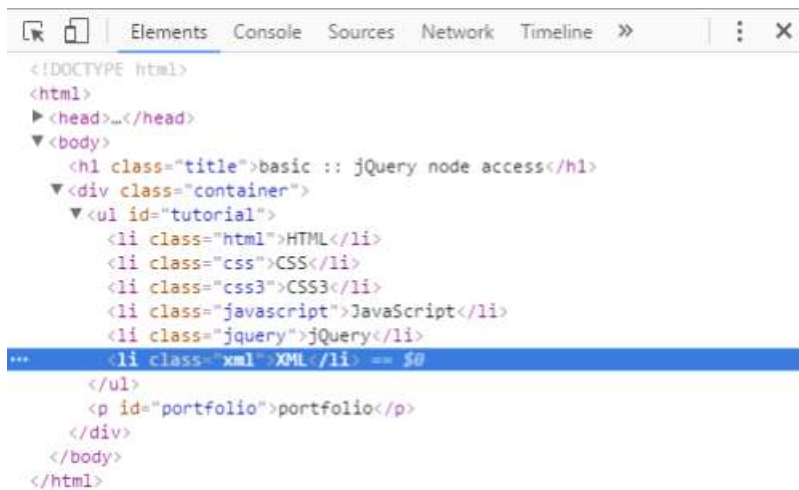 Elements Console Sources Network Timeline »
<!DOCTYPE html>
<html>
<head>…</head>
<body>
<h1 class="title">basic :: jQuery node access</h1>
<div class="container">
<ul id="tutorial">
<li class="html">HTML</li>
<li class="css">CSS</li>
<li class="css3">CSS3</li>
<li class="javascript">JavaScript</li>
<li class="jquery">jQuery</li>
<li class="xml">XML</li> == $0
</ul>
<p id="portfolio">portfolio</p>
</div>
</body>
</html>